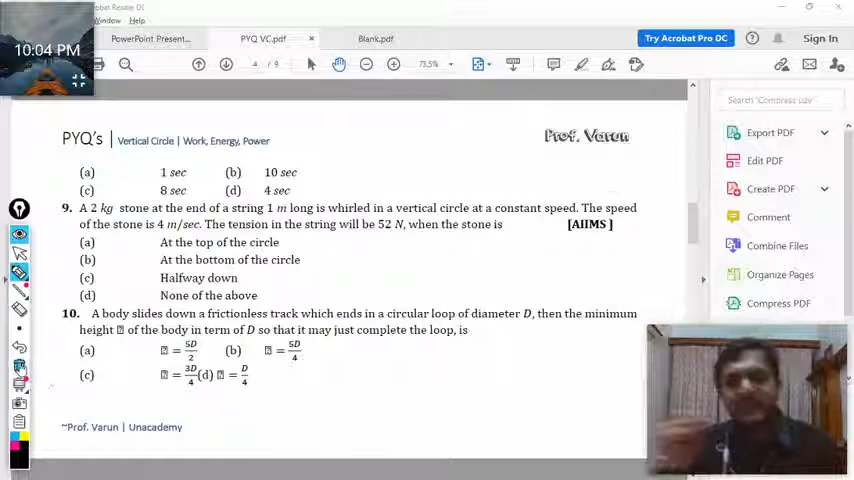 10:04 PM
Window Help
PowerPoint Present...
PYQ VC.pdf
×
Blank.pdf
Try Acrobat Pro DC
Sign In
4 / 9
73.5%
Search "Compress size"
PYQ's | Vertical Circle | Work, Energy, Power
Prof. Varun
(a) 1 sec (b) 10 sec
(c) 8 sec (d) 4 sec
9. A 2 kg stone at the end of a string 1 m long is whirled in a vertical circle at a constant speed. The speed
of the stone is 4 m/sec. The tension in the string will be 52 N, when the stone is [AIIMS ]
(a) At the top of the circle
(b) At the bottom of the circle
(c) Halfway down
(d) None of the above
10. A body slides down a frictionless track which ends in a circular loop of diameter D, then the minimum
height of the body in term of D so that it may just complete the loop, is
(a) = 5D/2 (b) = 5D/4
(c) = 3D/4 (d) = D/4
~Prof. Varun | Unacademy
Export PDF
Edit PDF
Create PDF
Comment
Combine Files
Organize Pages
Compress PDF